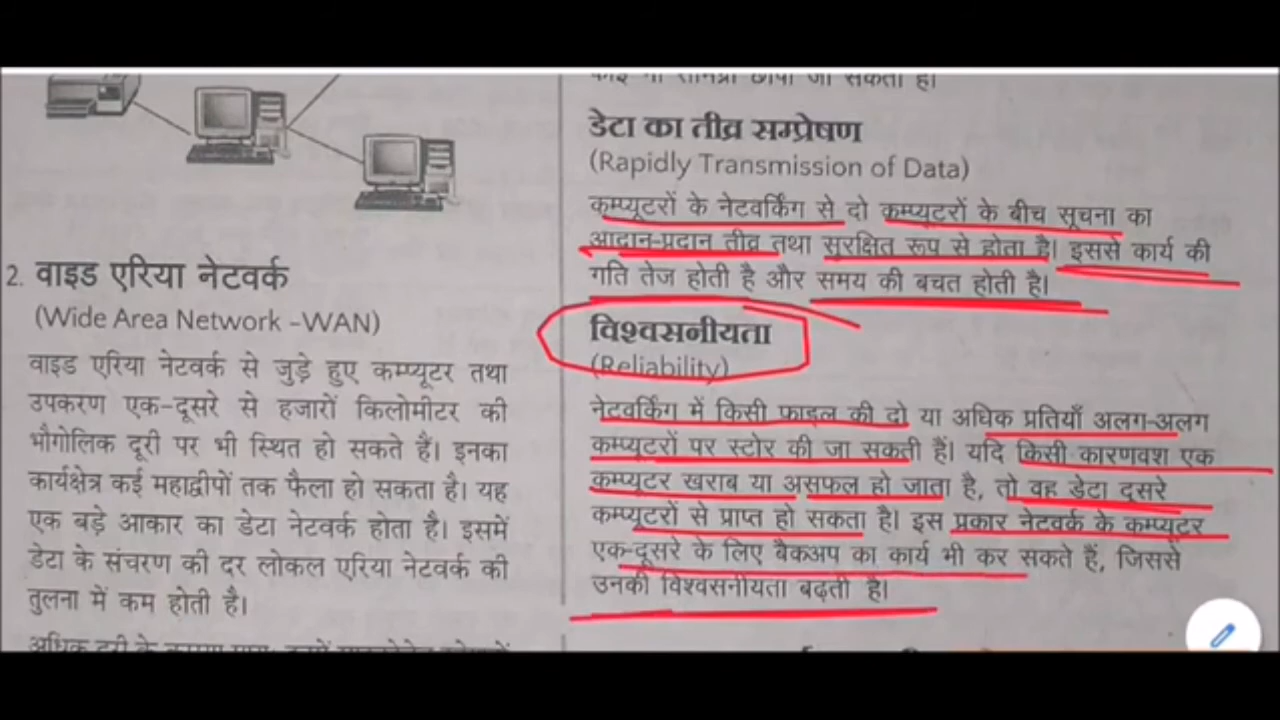 2. वाइड एरिया नेटवर्क
(Wide Area Network –WAN)
वाइड एरिया नेटवर्क से जुड़े हुए कम्प्यूटर तथा
उपकरण एक-दूसरे से हजारों किलोमीटर की
भौगोलिक दूरी पर भी स्थित हो सकते हैं। इनका
कार्यक्षेत्र कई महाद्वीपों तक फैला हो सकता है। यह
एक बड़े आकार का डेटा नेटवर्क होता है। इसमें
डेटा के संचरण की दर लोकल एरिया नेटवर्क की
तुलना में कम होती है।
अधिक दूरी के कारण
जा सकता है।
डेटा का तीव्र सम्प्रेषण
(Rapidly Transmission of Data)
कम्प्यूटरों के नेटवर्किंग से दो कम्प्यूटरों के बीच सूचना का
आदान-प्रदान तीव्र तथा सुरक्षित रूप से होता है। इससे कार्य की
गति तेज होती है और समय की बचत होती है।
विश्वसनीयता
(Reliability)
नेटवर्किंग में किसी फाइल की दो या अधिक प्रतियाँ अलग-अलग
कम्प्यूटरों पर स्टोर की जा सकती हैं। यदि किसी कारणवश एक
कम्प्यूटर खराब या असफल हो जाता है, तो वह डेटा दूसरे
कम्प्यूटरों से प्राप्त हो सकता है। इस प्रकार नेटवर्क के कम्प्यूटर
एक-दूसरे के लिए बैकअप का कार्य भी कर सकते हैं, जिससे
उनकी विश्वसनीयता बढ़ती है।